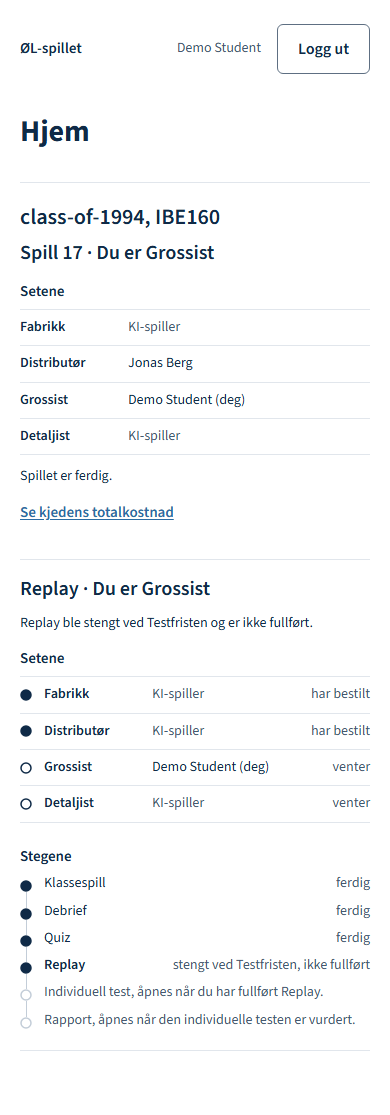 ØL-spillet Demo Student Logg ut
Hjem
class-of-1994, IBE160
Spill 17 · Du er Grossist
Setene
Fabrikk KI-spiller
Distributør Jonas Berg
Grossist Demo Student (deg)
Detaljist KI-spiller
Spillet er ferdig.
Se kjedens totalkostnad
Replay · Du er Grossist
Replay ble stengt ved Testfristen og er ikke fullført.
Setene
Fabrikk KI-spiller har bestilt
Distributør KI-spiller har bestilt
Grossist Demo Student (deg) venter
Detaljist KI-spiller venter
Stegene
Klassespill ferdig
Debrief ferdig
Quiz ferdig
Replay stengt ved Testfristen, ikke fullført
Individuell test, åpnes når du har fullført Replay.
Rapport, åpnes når den individuelle testen er vurdert.